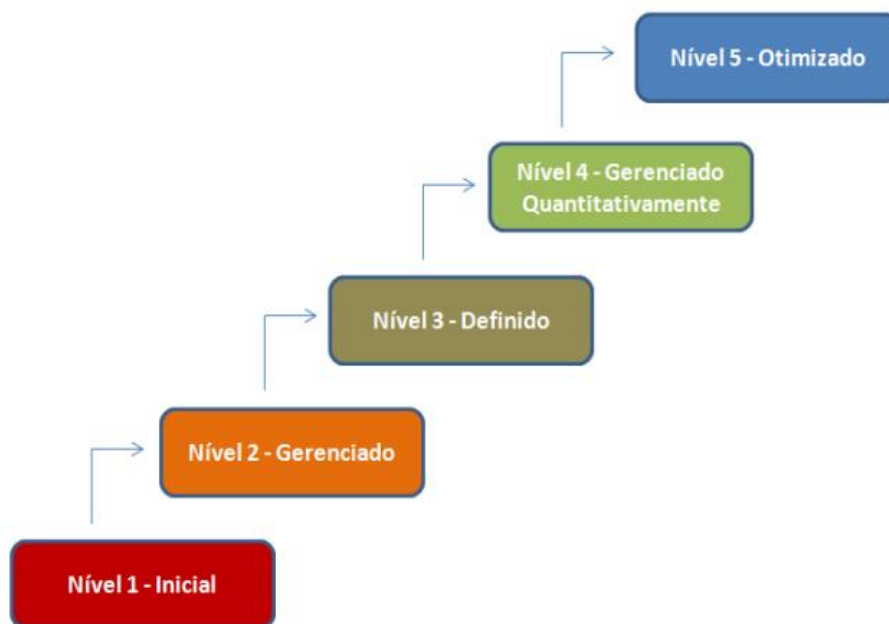 Nível 5 - Otimizado
Nível 4 - Gerenciado
Quantitativamente
Nível 3 - Definido
Nível 2 - Gerenciado
Nível 1 - Inicial